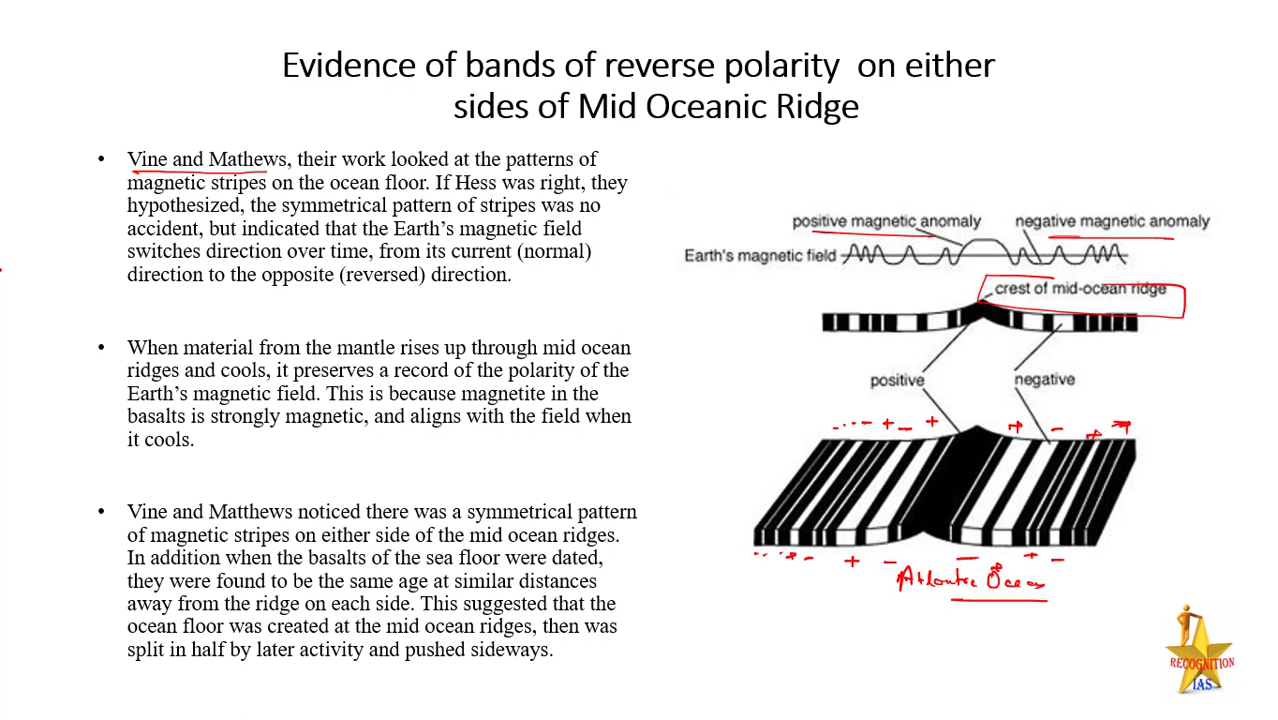 Evidence of bands of reverse polarity on either
sides of Mid Oceanic Ridge
• Vine and Mathews, their work looked at the patterns of
magnetic stripes on the ocean floor. If Hess was right, they
hypothesized, the symmetrical pattern of stripes was no
accident, but indicated that the Earth's magnetic field
switches direction over time, from its current (normal)
direction to the opposite (reversed) direction.
• When material from the mantle rises up through mid ocean
ridges and cools, it preserves a record of the polarity of the
Earth's magnetic field. This is because magnetite in the
basalts is strongly magnetic, and aligns with the field when
it cools.
• Vine and Matthews noticed there was a symmetrical pattern
of magnetic stripes on either side of the mid ocean ridges.
In addition when the basalts of the sea floor were dated,
they were found to be the same age at similar distances
away from the ridge on each side. This suggested that the
ocean floor was created at the mid ocean ridges, then was
split in half by later activity and pushed sideways.
positive magnetic anomaly
negative magnetic anomaly
Earth's magnetic field
crest of mid-ocean ridge
positive
negative
Atlantic Ocean
RECOGNITION
IAS